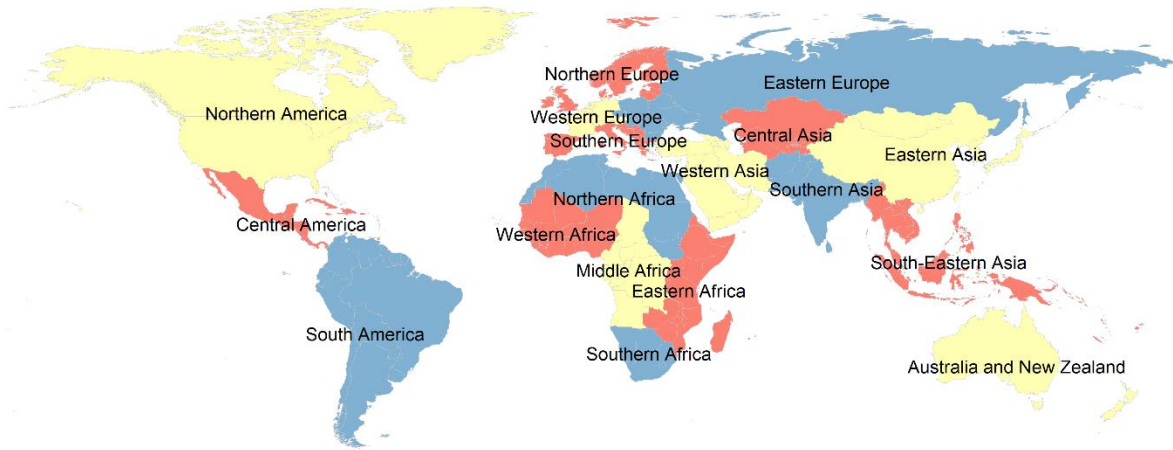 Northern Europe
Eastern Europe
Northern America
Western Europe
Central Asia
Southern Europe
Eastern Asia
Western Asia
Southern Asia
Northern Africa
Central America
Western Africa
South-Eastern Asia
Middle Africa
Eastern Africa
South America
Southern Africa
Australia and New Zealand